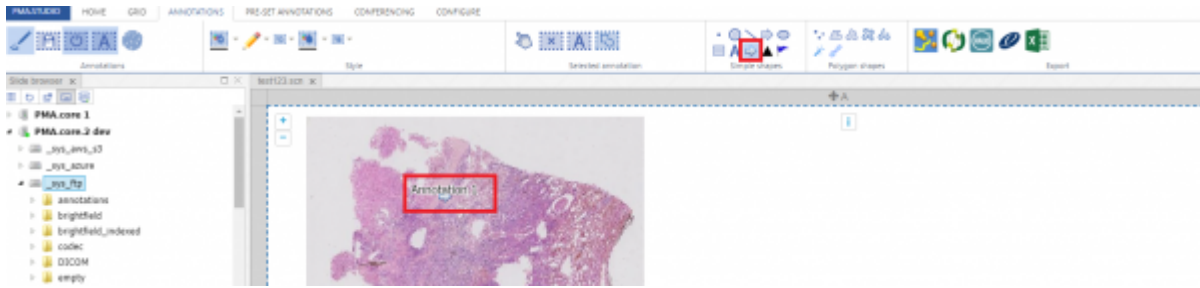 PMA.STUDIO HOME GRID ANNOTATIONS PRE-SET ANNOTATIONS CONFERENCING CONFIGURE
Annotations Style Selected annotation Simple shapes Polygon shapes Export
Slide browser test123.scn
A
PMA.core 1
PMA.core.2 dev
_sys_aws_s3
_sys_azure
_sys_ftp
Annotation
annotations
brightfield
brightfield_indexed
codec
DICOM
empty